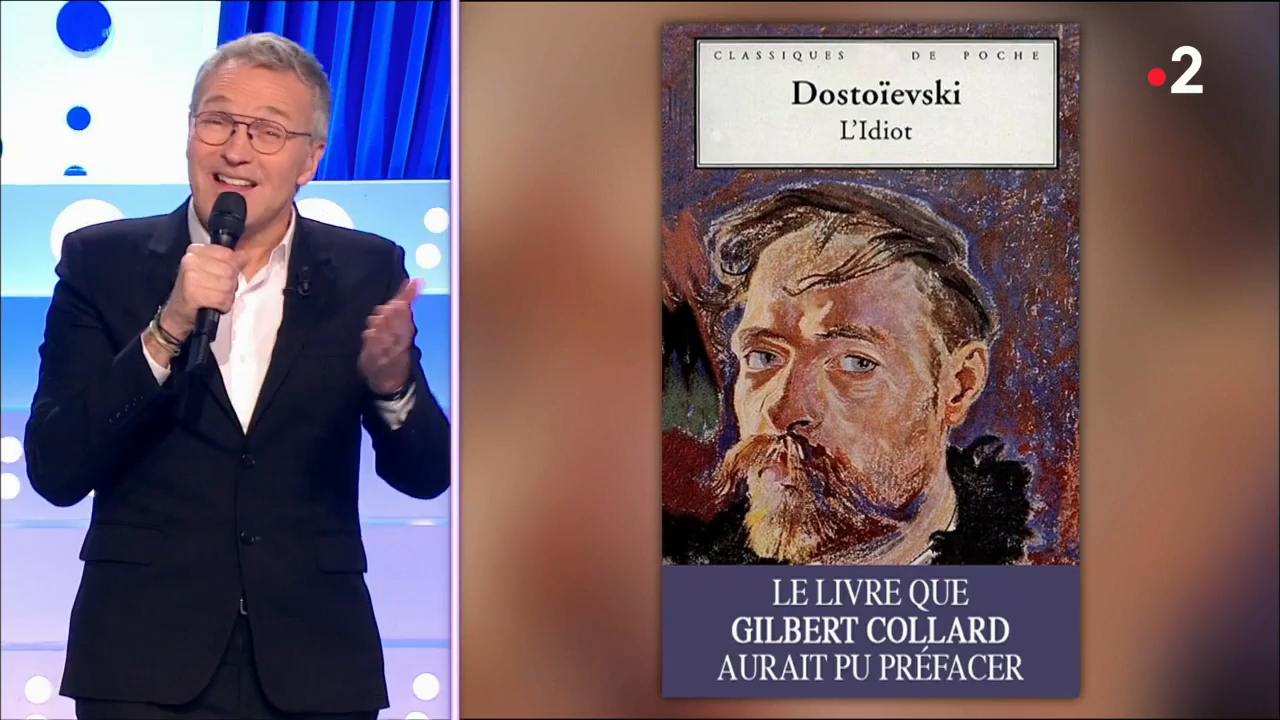 CLASSIQUES DE POCHE
Dostoïevski
L'Idiot
LE LIVRE QUE
GILBERT COLLARD
AURAIT PU PRÉFACER
2